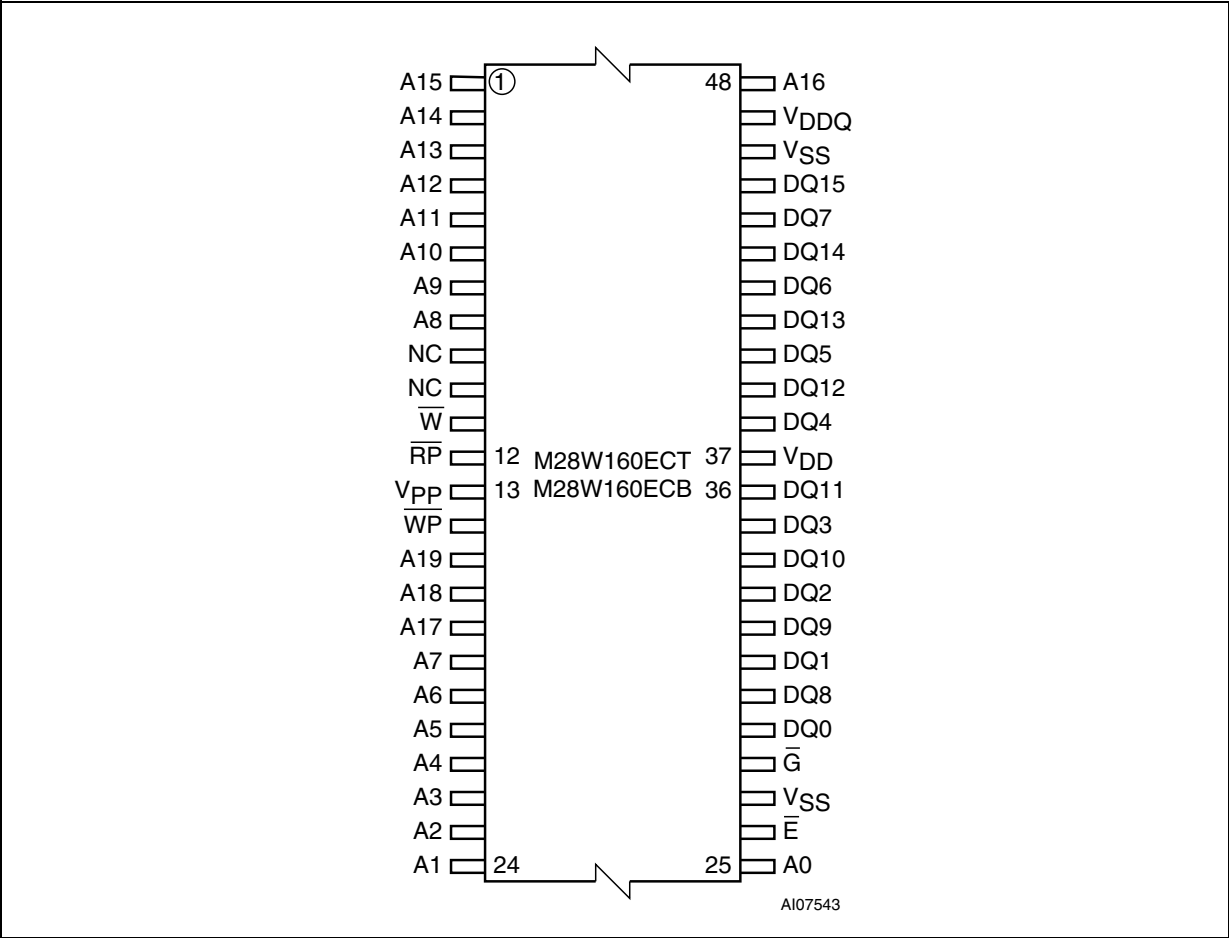 A15 ① 48 A16
A14 VDDQ
A13 VSS
A12 DQ15
A11 DQ7
A10 DQ14
A9 DQ6
A8 DQ13
NC DQ5
NC DQ12
W̅ DQ4
R̅P̅ 12 M28W160ECT 37 VDD
VPP 13 M28W160ECB 36 DQ11
W̅P̅ DQ3
A19 DQ10
A18 DQ2
A17 DQ9
A7 DQ1
A6 DQ8
A5 DQ0
A4 G̅
A3 VSS
A2 E̅
A1 24 25 A0
AI07543